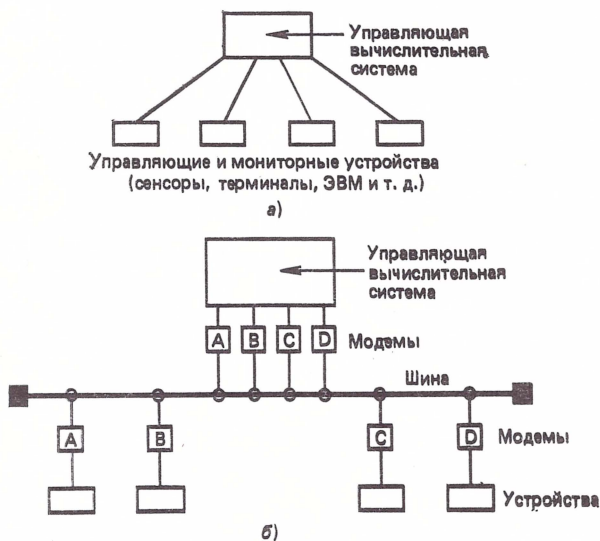 Управляющая
вычислительная
система
Управляющие и мониторные устройства
(сенсоры, терминалы, ЭВМ и т. д.)
а)
Управляющая
вычислительная
система
A B C D Модемы
Шина
A B C D Модемы
Устройства
б)